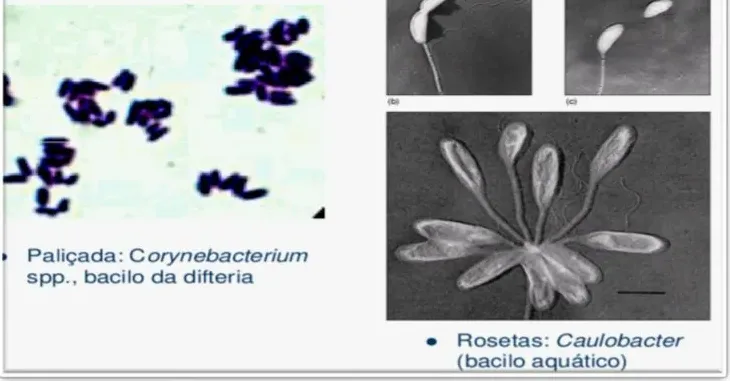 (b)
(c)
• Paliçada: Corynebacterium
spp., bacilo da difteria
• Rosetas: Caulobacter
(bacilo aquático)